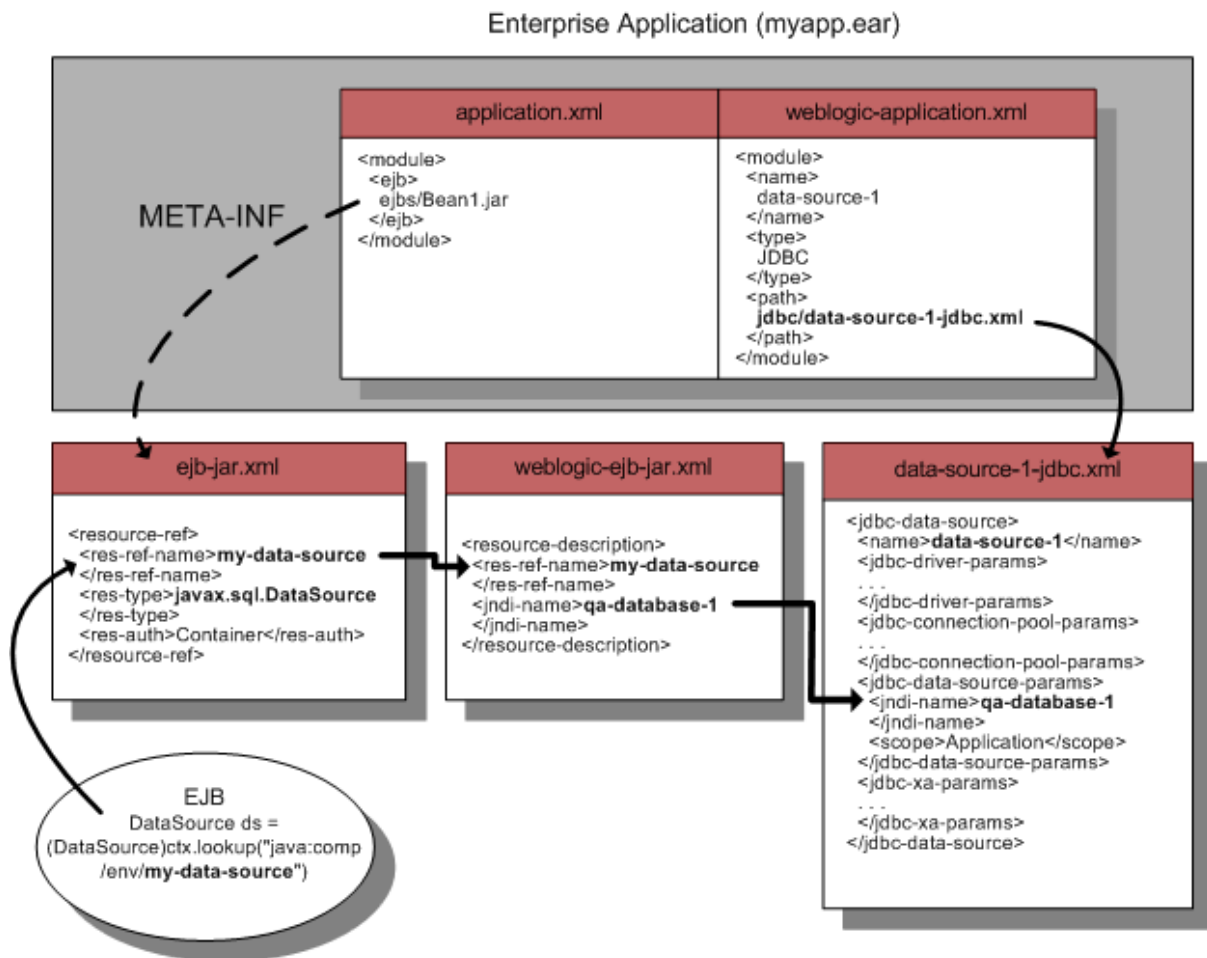 Enterprise Application (myapp.ear)
META-INF
application.xml
<module>
<ejb>
ejbs/Bean1.jar
</ejb>
</module>
weblogic-application.xml
<module>
<name>
data-source-1
</name>
<type>
JDBC
</type>
<path>
jdbc/data-source-1-jdbc.xml
</path>
</module>
ejb-jar.xml
<resource-ref>
<res-ref-name>my-data-source
</res-ref-name>
<res-type>javax.sql.DataSource
</res-type>
<res-auth>Container</res-auth>
</resource-ref>
weblogic-ejb-jar.xml
<resource-description>
<res-ref-name>my-data-source
</res-ref-name>
<jndi-name>qa-database-1
</jndi-name>
</resource-description>
data-source-1-jdbc.xml
<jdbc-data-source>
<name>data-source-1</name>
<jdbc-driver-params>
. . .
</jdbc-driver-params>
<jdbc-connection-pool-params>
. . .
</jdbc-connection-pool-params>
<jdbc-data-source-params>
<jndi-name>qa-database-1
</jndi-name>
<scope>Application</scope>
</jdbc-data-source-params>
<jdbc-xa-params>
. . .
</jdbc-xa-params>
</jdbc-data-source>
EJB
DataSource ds =
(DataSource)ctx.lookup("java:comp
/env/my-data-source")